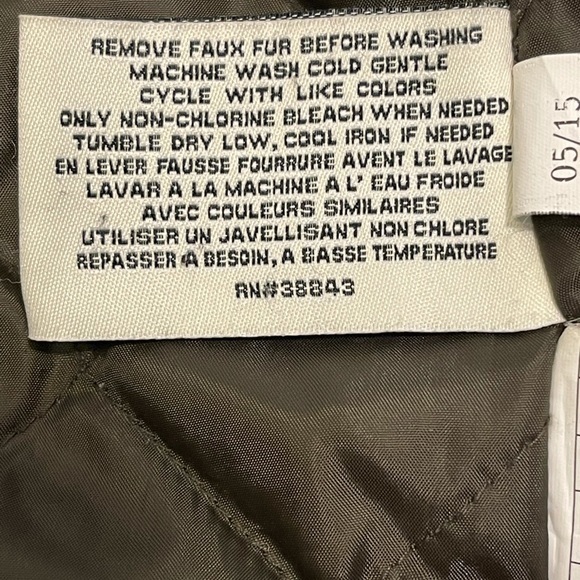 REMOVE FAUX FUR BEFORE WASHING
MACHINE WASH COLD GENTLE
CYCLE WITH LIKE COLORS
ONLY NON-CHLORINE BLEACH WHEN NEEDED
TUMBLE DRY LOW, COOL IRON IF NEEDED
EN LEVER FAUSSE FOURRURE AVANT LE LAVAGE
LAVAR A LA MACHINE A L' EAU FROIDE
AVEC COULEURS SIMILAIRES
UTILISER UN JAVELLISANT NON CHLORE
REPASSER A BESOIN, A BASSE TEMPERATURE
RN#38843
05/15